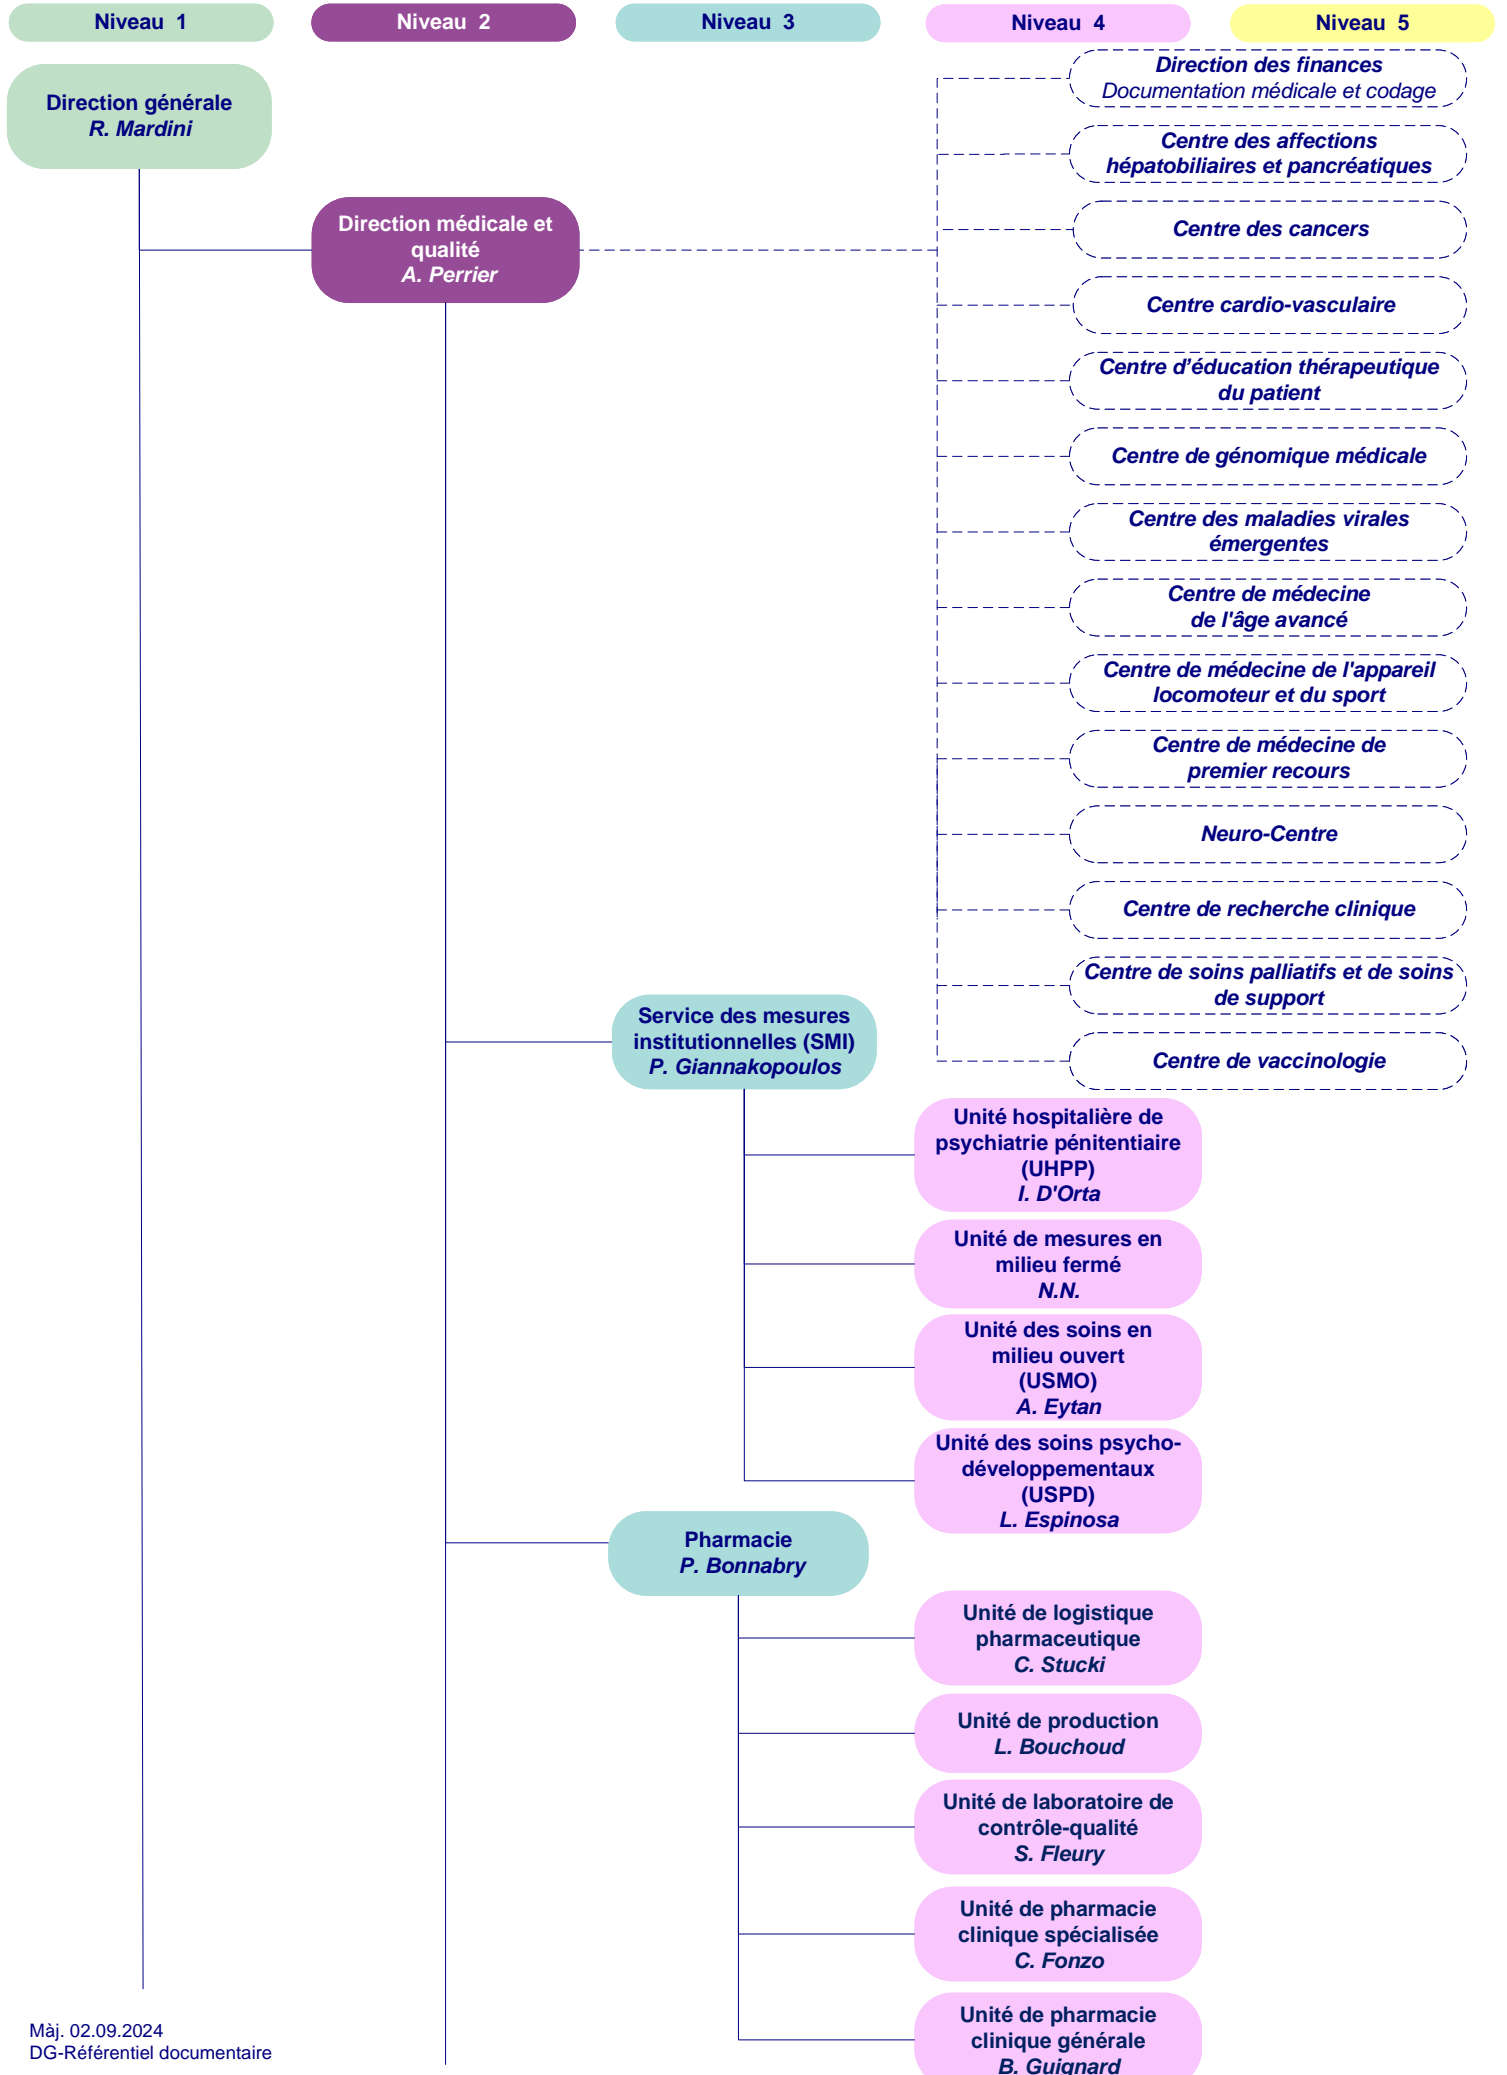 Niveau  1
Niveau  2
Niveau  3
Niveau  4
Niveau  5
Direction générale
R. Mardini
Direction médicale et
qualité
A. Perrier
Direction des finances
Documentation médicale et codage
Centre des affections
hépatobiliaires et pancréatiques
Centre des cancers
Centre cardio-vasculaire
Centre d’éducation thérapeutique
du patient
Centre de génomique médicale
Centre des maladies virales
émergentes
Centre de médecine
de l'âge avancé
Centre de médecine de l'appareil
locomoteur et du sport
Centre de médecine de
premier recours
Neuro-Centre
Centre de recherche clinique
Centre de soins palliatifs et de soins
de support
Centre de vaccinologie
Service des mesures
institutionnelles (SMI)
P. Giannakopoulos
Unité hospitalière de
psychiatrie pénitentiaire
(UHPP)
I. D'Orta
Unité de mesures en
milieu fermé
N.N.
Unité des soins en
milieu ouvert
(USMO)
A. Eytan
Unité des soins psycho-
développementaux
(USPD)
L. Espinosa
Pharmacie
P. Bonnabry
Unité de logistique
pharmaceutique
C. Stucki
Unité de production
L. Bouchoud
Unité de laboratoire de
contrôle-qualité
S. Fleury
Unité de pharmacie
clinique spécialisée
C. Fonzo
Unité de pharmacie
clinique générale
B. Guignard
Màj. 02.09.2024
DG-Référentiel documentaire